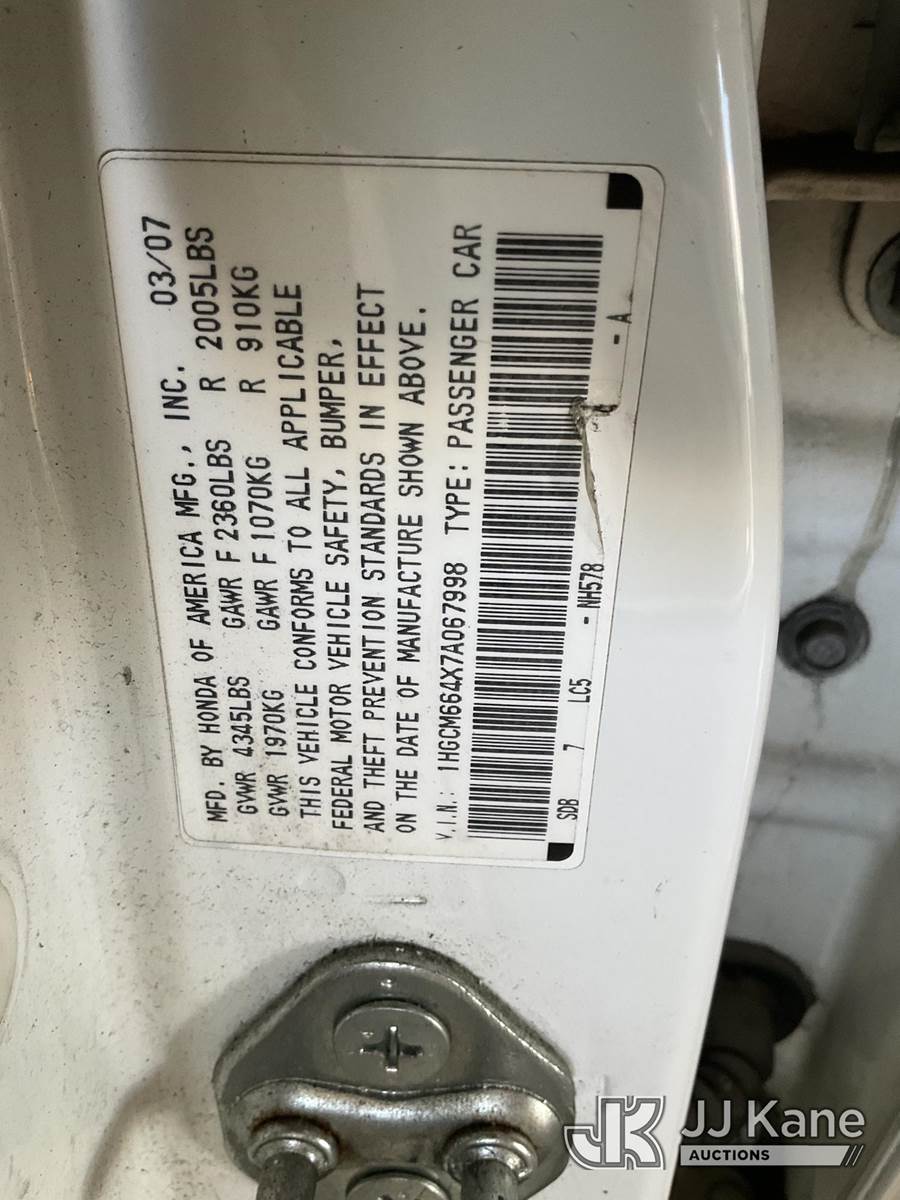 MFD. BY HONDA OF AMERICA MFG., INC. 03/07
GVWR 4345LBS GAWR F 2360LBS R 2005LBS
GVWR 1970KG GAWR F 1070KG R 910KG
THIS VEHICLE CONFORMS TO ALL APPLICABLE
FEDERAL MOTOR VEHICLE SAFETY, BUMPER,
AND THEFT PREVENTION STANDARDS IN EFFECT
ON THE DATE OF MANUFACTURE SHOWN ABOVE.
V.I.N.: 1HGCM664X7A067998 TYPE: PASSENGER CAR
SDB 7 LC5 - NH578 - A
JK JJ Kane
AUCTIONS